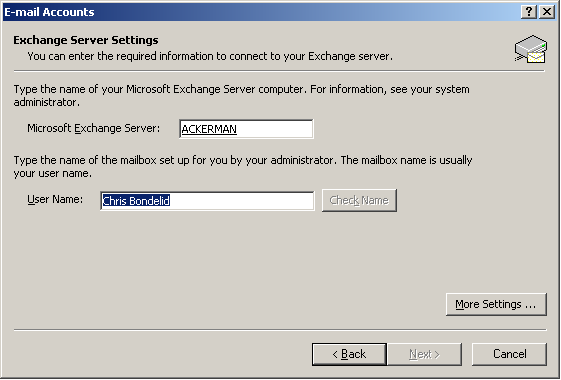 E-mail Accounts
Exchange Server Settings
You can enter the required information to connect to your Exchange server.
Type the name of your Microsoft Exchange Server computer. For information, see your system
administrator.
Microsoft Exchange Server: ACKERMAN
Type the name of the mailbox set up for you by your administrator. The mailbox name is usually
your user name.
User Name: Chris Bondelid Check Name
More Settings ...
< Back Next > Cancel